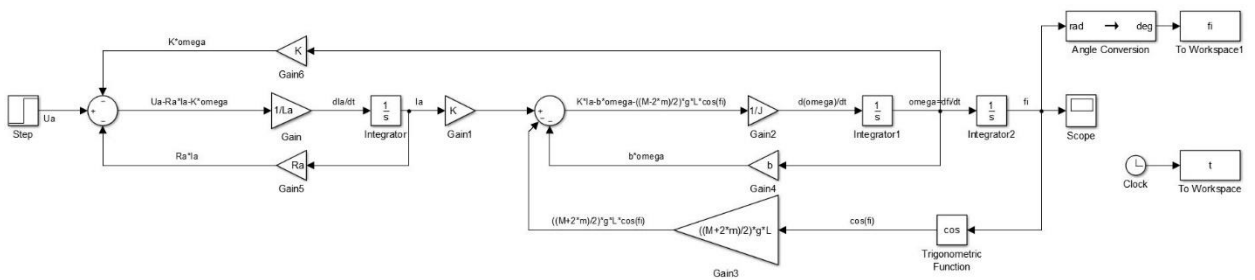 K*omega
K
Gain6
rad → deg
Angle Conversion
fi
To Workspace1
Step
Ua
+
-
-
Ua-Ra*Ia-K*omega
1/La
Gain
dIa/dt
1
s
Integrator
Ia
K
Gain1
+
-
-
K*Ia-b*omega-((M-2*m)/2)*g*L*cos(fi)
1/J
Gain2
d(omega)/dt
1
s
Integrator1
omega=dfi/dt
1
s
Integrator2
fi
Scope
Ra*Ia
Ra
Gain5
b*omega
b
Gain4
Clock
t
To Workspace
((M+2*m)/2)*g*L*cos(fi)
((M+2*m)/2)*g*L
Gain3
cos(fi)
cos
Trigonometric
Function